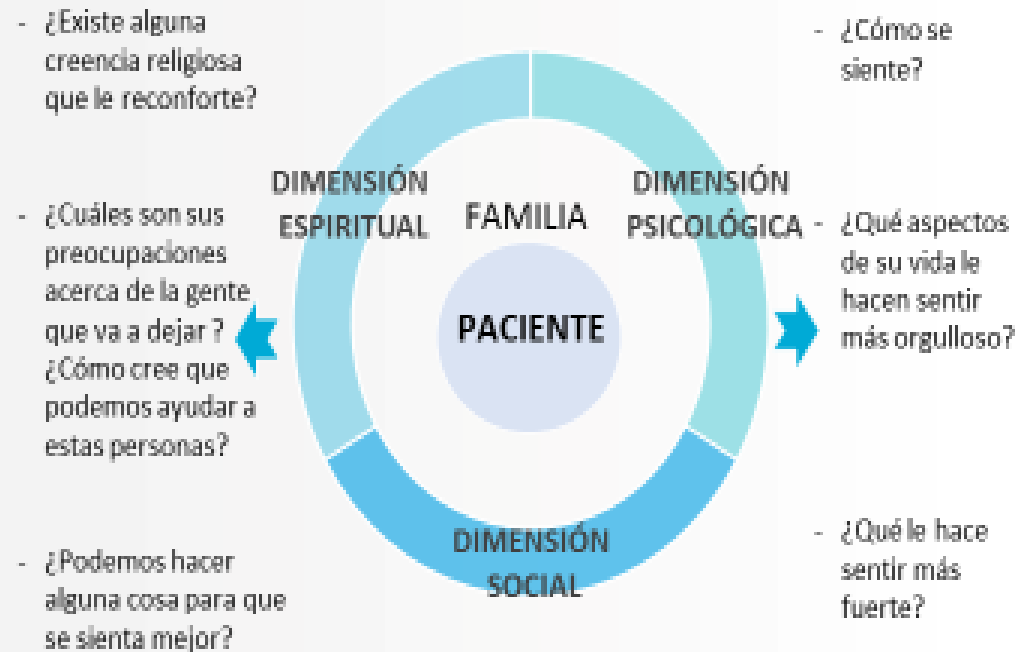 - ¿Existe alguna
creencia religiosa
que le reconforte?
- ¿Cuáles son sus
preocupaciones
acerca de la gente
que va a dejar ?
¿Cómo cree que
podemos ayudar a
estas personas?
- ¿Podemos hacer
alguna cosa para que
se sienta mejor?
DIMENSIÓN
ESPIRITUAL
FAMILIA
PACIENTE
DIMENSIÓN
PSICOLÓGICA
DIMENSIÓN
SOCIAL
- ¿Cómo se
siente?
- ¿Qué aspectos
de su vida le
hacen sentir
más orgulloso?
- ¿Qué le hace
sentir más
fuerte?